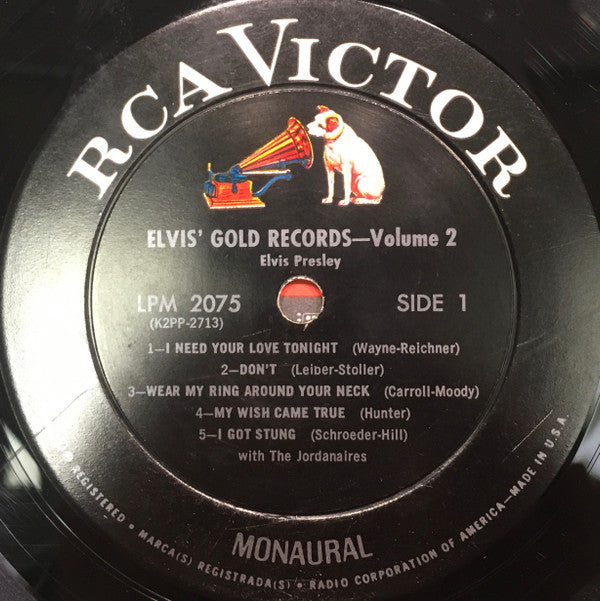 RCA VICTOR
ELVIS' GOLD RECORDS—Volume 2
Elvis Presley
LPM 2075 SIDE 1
(K2PP-2713)
1—I NEED YOUR LOVE TONIGHT (Wayne-Reichner)
2—DON'T (Leiber-Stoller)
3—WEAR MY RING AROUND YOUR NECK (Carroll-Moody)
4—MY WISH CAME TRUE (Hunter)
5—I GOT STUNG (Schroeder-Hill)
with The Jordanaires
MONAURAL
® REGISTERED • MARCA(S) REGISTRADA(S) • RADIO CORPORATION OF AMERICA—MADE IN U.S.A.